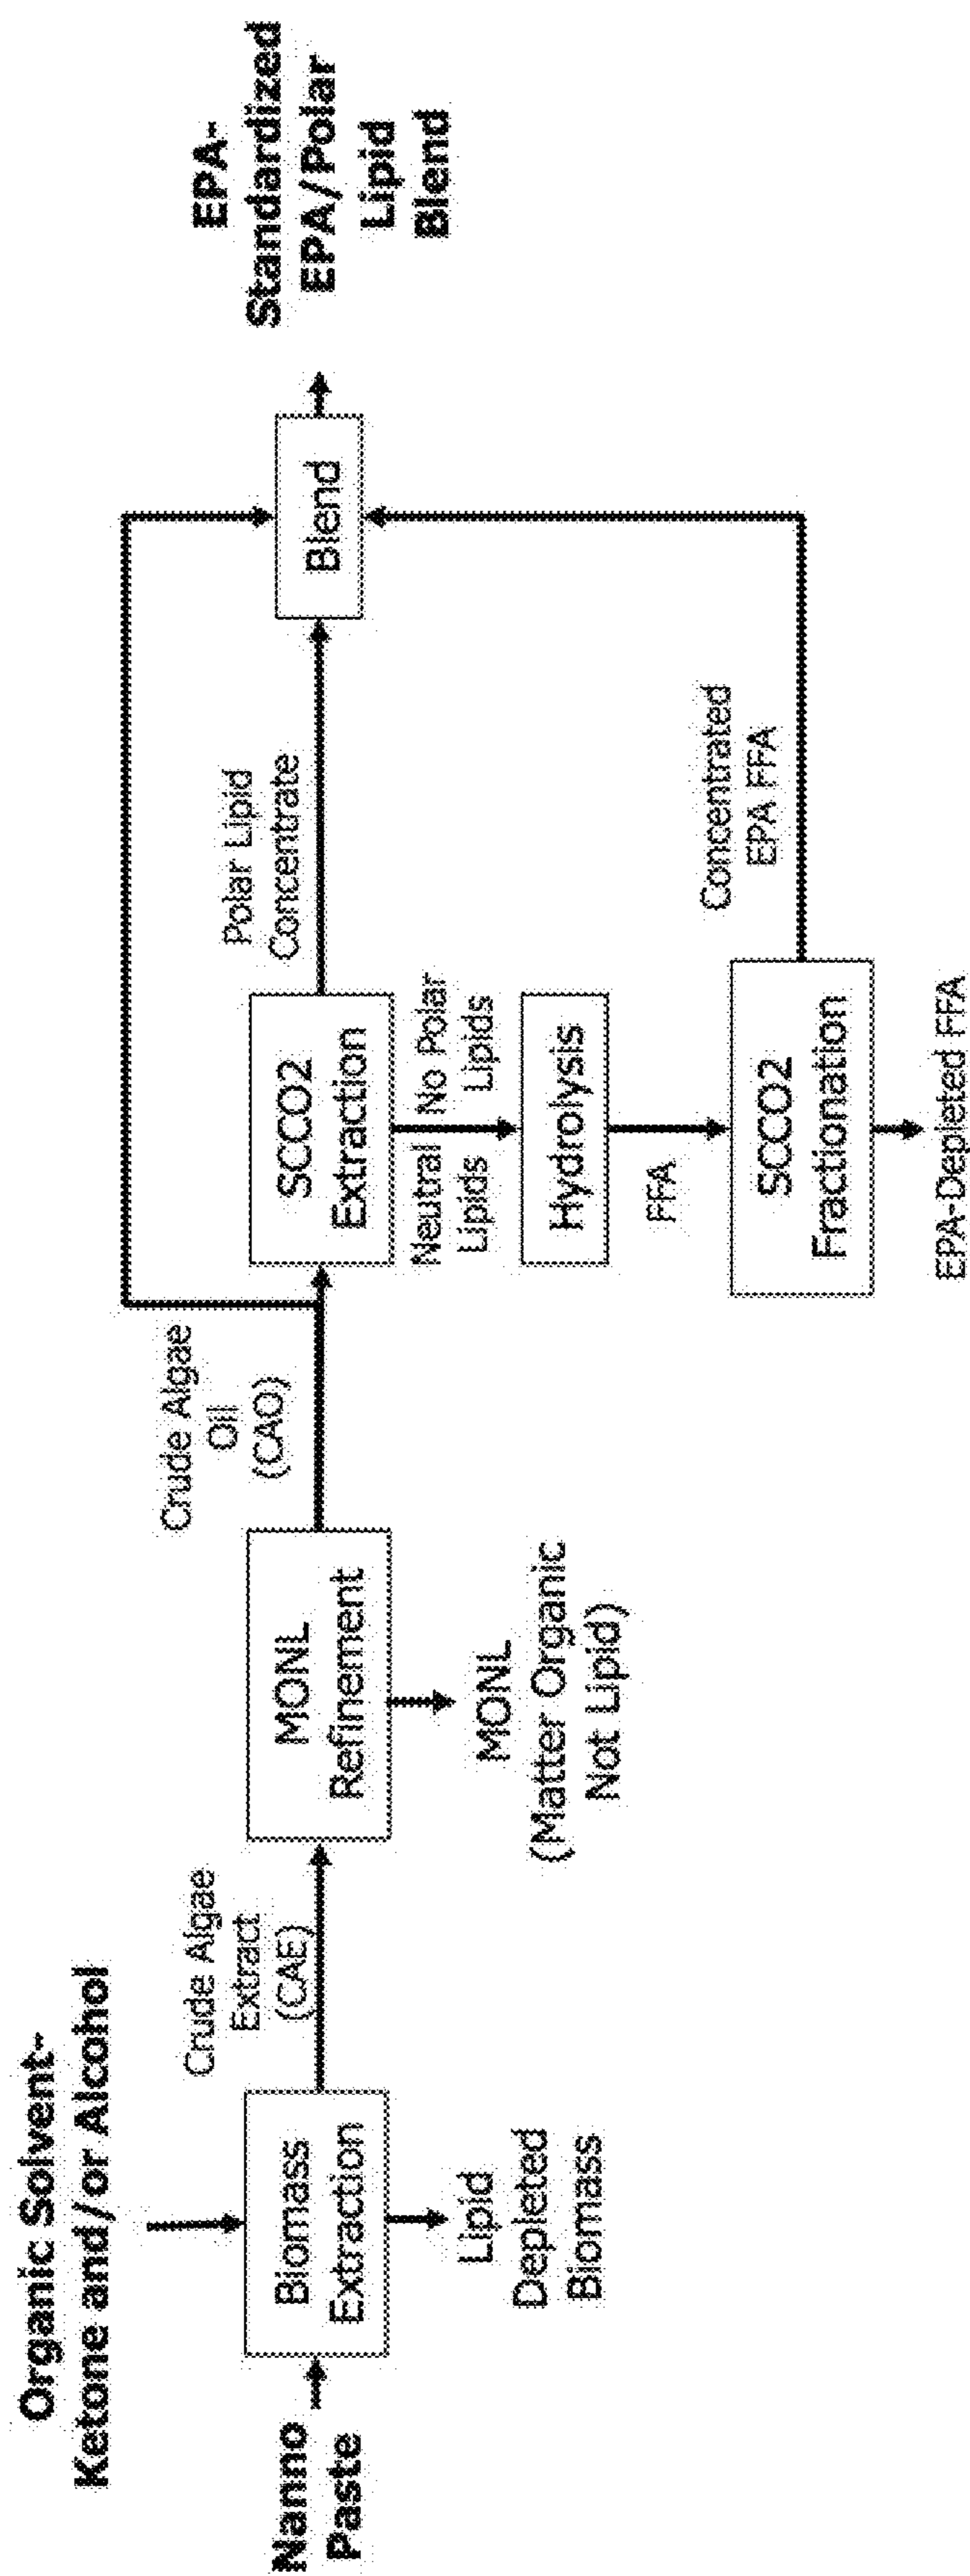 Organic Solvent-
Ketone and/or Alcohol
Nanno
Paste
Biomass
Extraction
Lipid
Depleted
Biomass
Crude Algae
Extract
(CAE)
MONL
Refinement
MONL
(Matter Organic
Not Lipid)
Crude Algae
Oil
(CAO)
SCCO2
Extraction
Polar Lipid
Concentrate
Neutral
Lipids
No Polar
Lipids
Hydrolysis
FFA
SCCO2
Fractionation
EPA-Depleted FFA
Concentrated
EPA FFA
Blend
EPA-
Standardized
EPA/Polar
Lipid
Blend